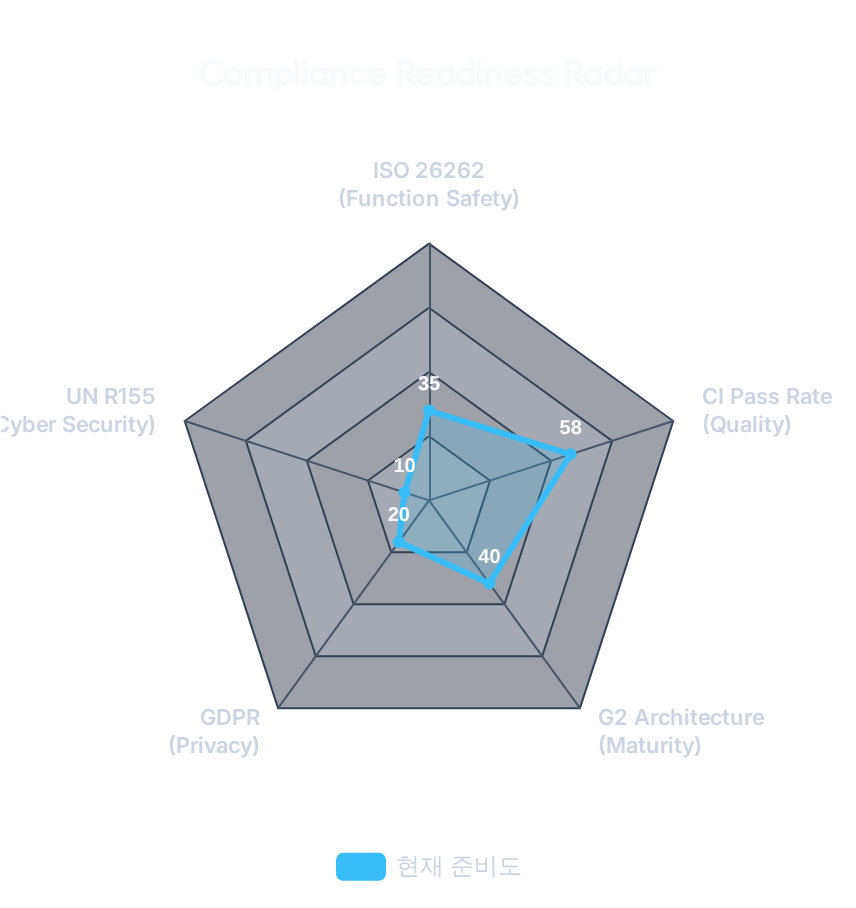 Compliance Readiness Radar
ISO 26262
(Function Safety)
35
58
10
20
40
UN R155
Cyber Security)
CI Pass Rate
(Quality)
GDPR
(Privacy)
G2 Architecture
(Maturity)
현재 준비도